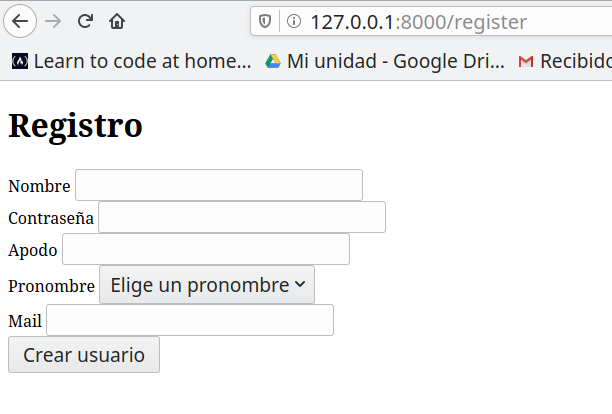 127.0.0.1:8000/register
Learn to code at home... Mi unidad - Google Dri... Recibido
Registro
Nombre
Contraseña
Apodo
Pronombre Elige un pronombre
Mail
Crear usuario